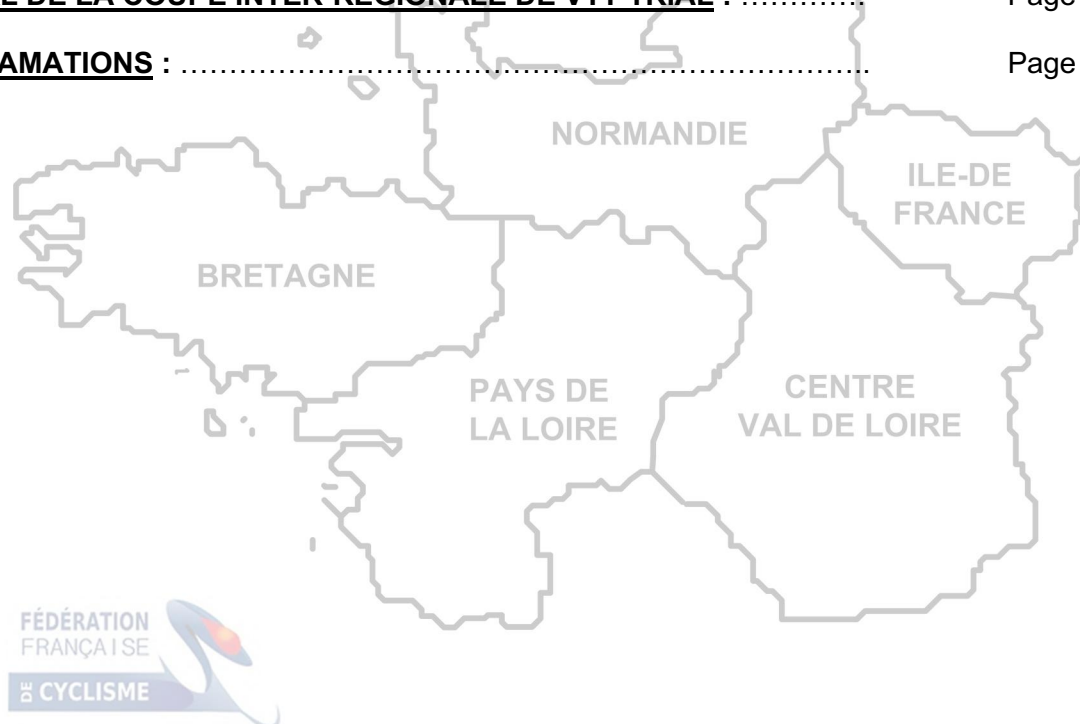 DE LA COUPE INTER REGIONALE DE VTT TRIAL : ………….
Page
AMATIONS : ……………………………………………………………..
Page
NORMANDIE
ILE-DE
FRANCE
BRETAGNE
PAYS DE
LA LOIRE
CENTRE
VAL DE LOIRE
FÉDÉRATION
FRANÇAISE
DE CYCLISME